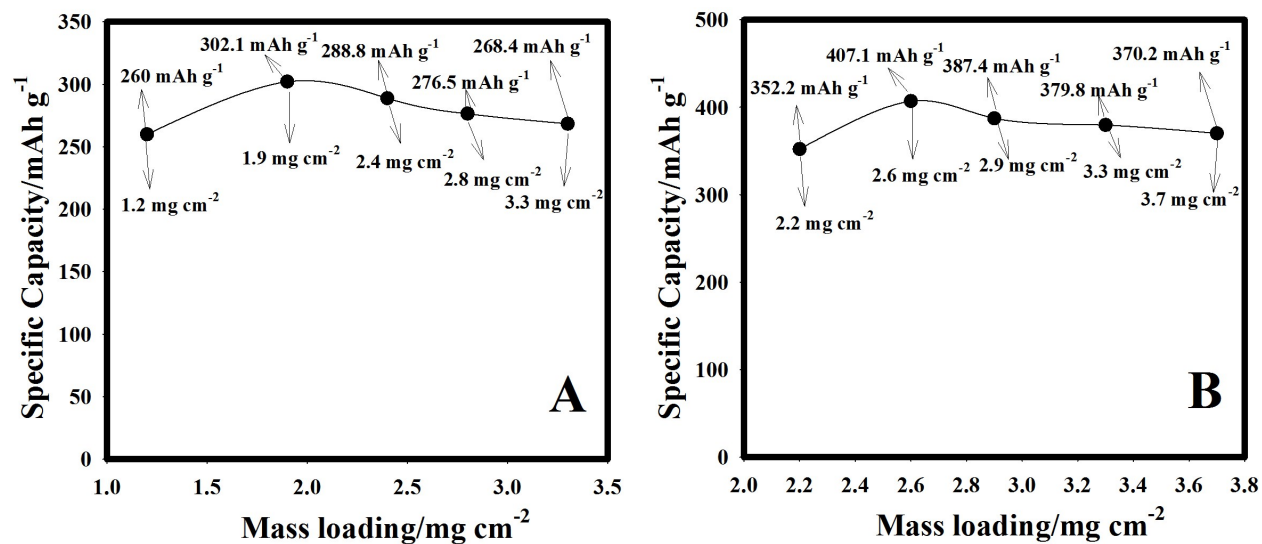 350
300
250
200
150
100
50
0
Specific Capacity/mAh g-1
260 mAh g-1
302.1 mAh g-1
288.8 mAh g-1
276.5 mAh g-1
268.4 mAh g-1
1.2 mg cm-2
1.9 mg cm-2
2.4 mg cm-2
2.8 mg cm-2
3.3 mg cm-2
A
1.0 1.5 2.0 2.5 3.0 3.5
Mass loading/mg cm-2
500
400
300
200
100
0
Specific Capacity/mAh g-1
352.2 mAh g-1
407.1 mAh g-1
387.4 mAh g-1
379.8 mAh g-1
370.2 mAh g-1
2.2 mg cm-2
2.6 mg cm-2
2.9 mg cm-2
3.3 mg cm-2
3.7 mg cm-2
B
2.0 2.2 2.4 2.6 2.8 3.0 3.2 3.4 3.6 3.8
Mass loading/mg cm-2